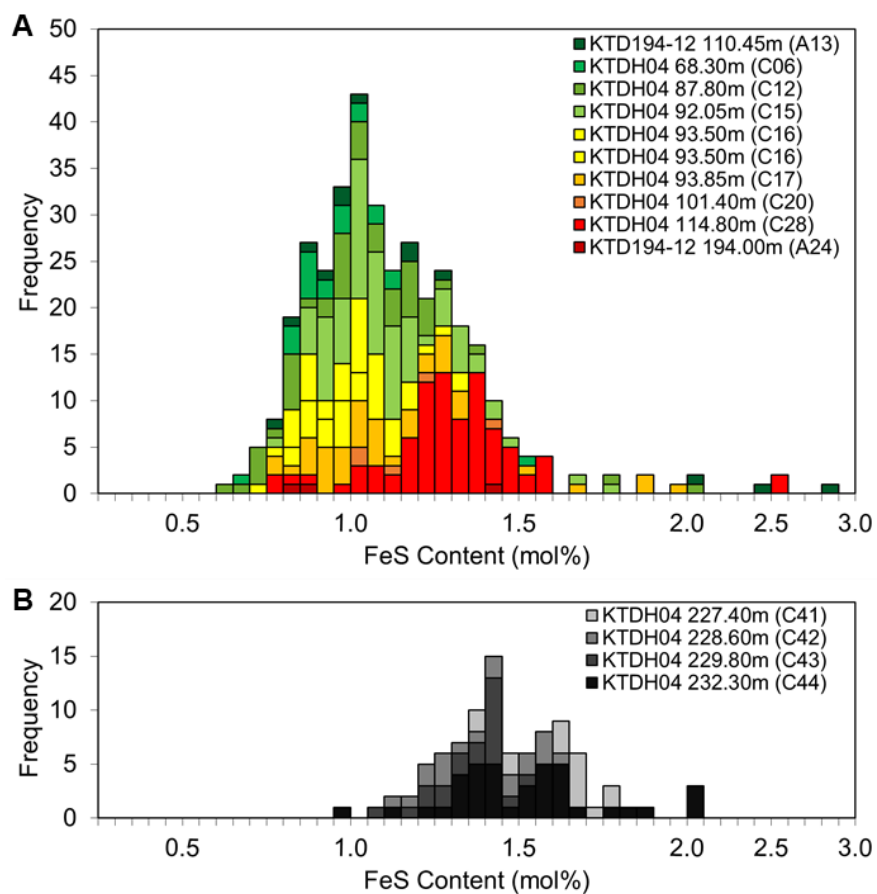 A
50
45
40
35
30
25
20
15
10
5
0
Frequency
KTD194-12 110.45m (A13)
KTDH04 68.30m (C06)
KTDH04 87.80m (C12)
KTDH04 92.05m (C15)
KTDH04 93.50m (C16)
KTDH04 93.50m (C16)
KTDH04 93.85m (C17)
KTDH04 101.40m (C20)
KTDH04 114.80m (C28)
KTD194-12 194.00m (A24)
0.5 1.0 1.5 2.0 3.0
FeS Content (mol%)
B
20
15
10
5
0
Frequency
KTDH04 227.40m (C41)
KTDH04 228.60m (C42)
KTDH04 229.80m (C43)
KTDH04 232.30m (C44)
0.5 1.0 1.5 2.0 3.0
FeS Content (mol%)